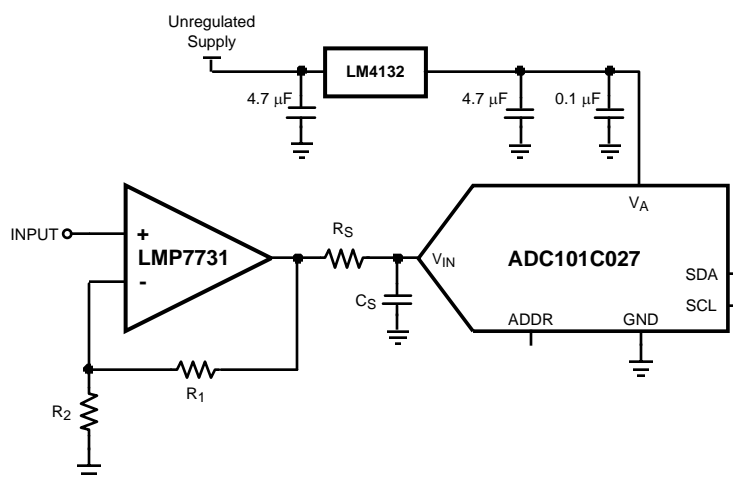 Unregulated
Supply
LM4132
4.7 μF
4.7 μF
0.1 μF
VA
INPUT
+
-
LMP7731
RS
CS
VIN
ADC101C027
SDA
SCL
ADDR
GND
R1
R2